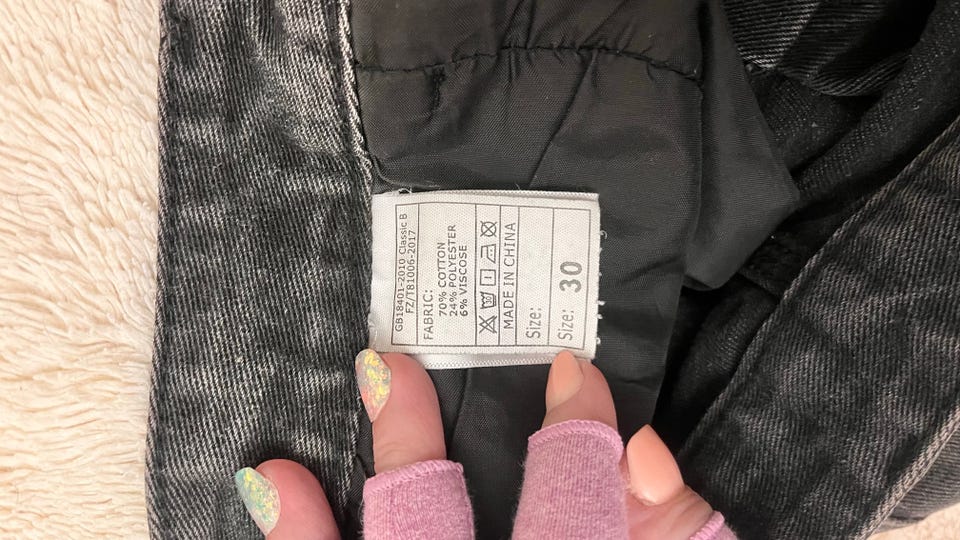 GB18401-2010 Classic B
FZ/T81006-2017
FABRIC:
70% COTTON
24% POLYESTER
6% VISCOSE
MADE IN CHINA
Size:
Size: 30